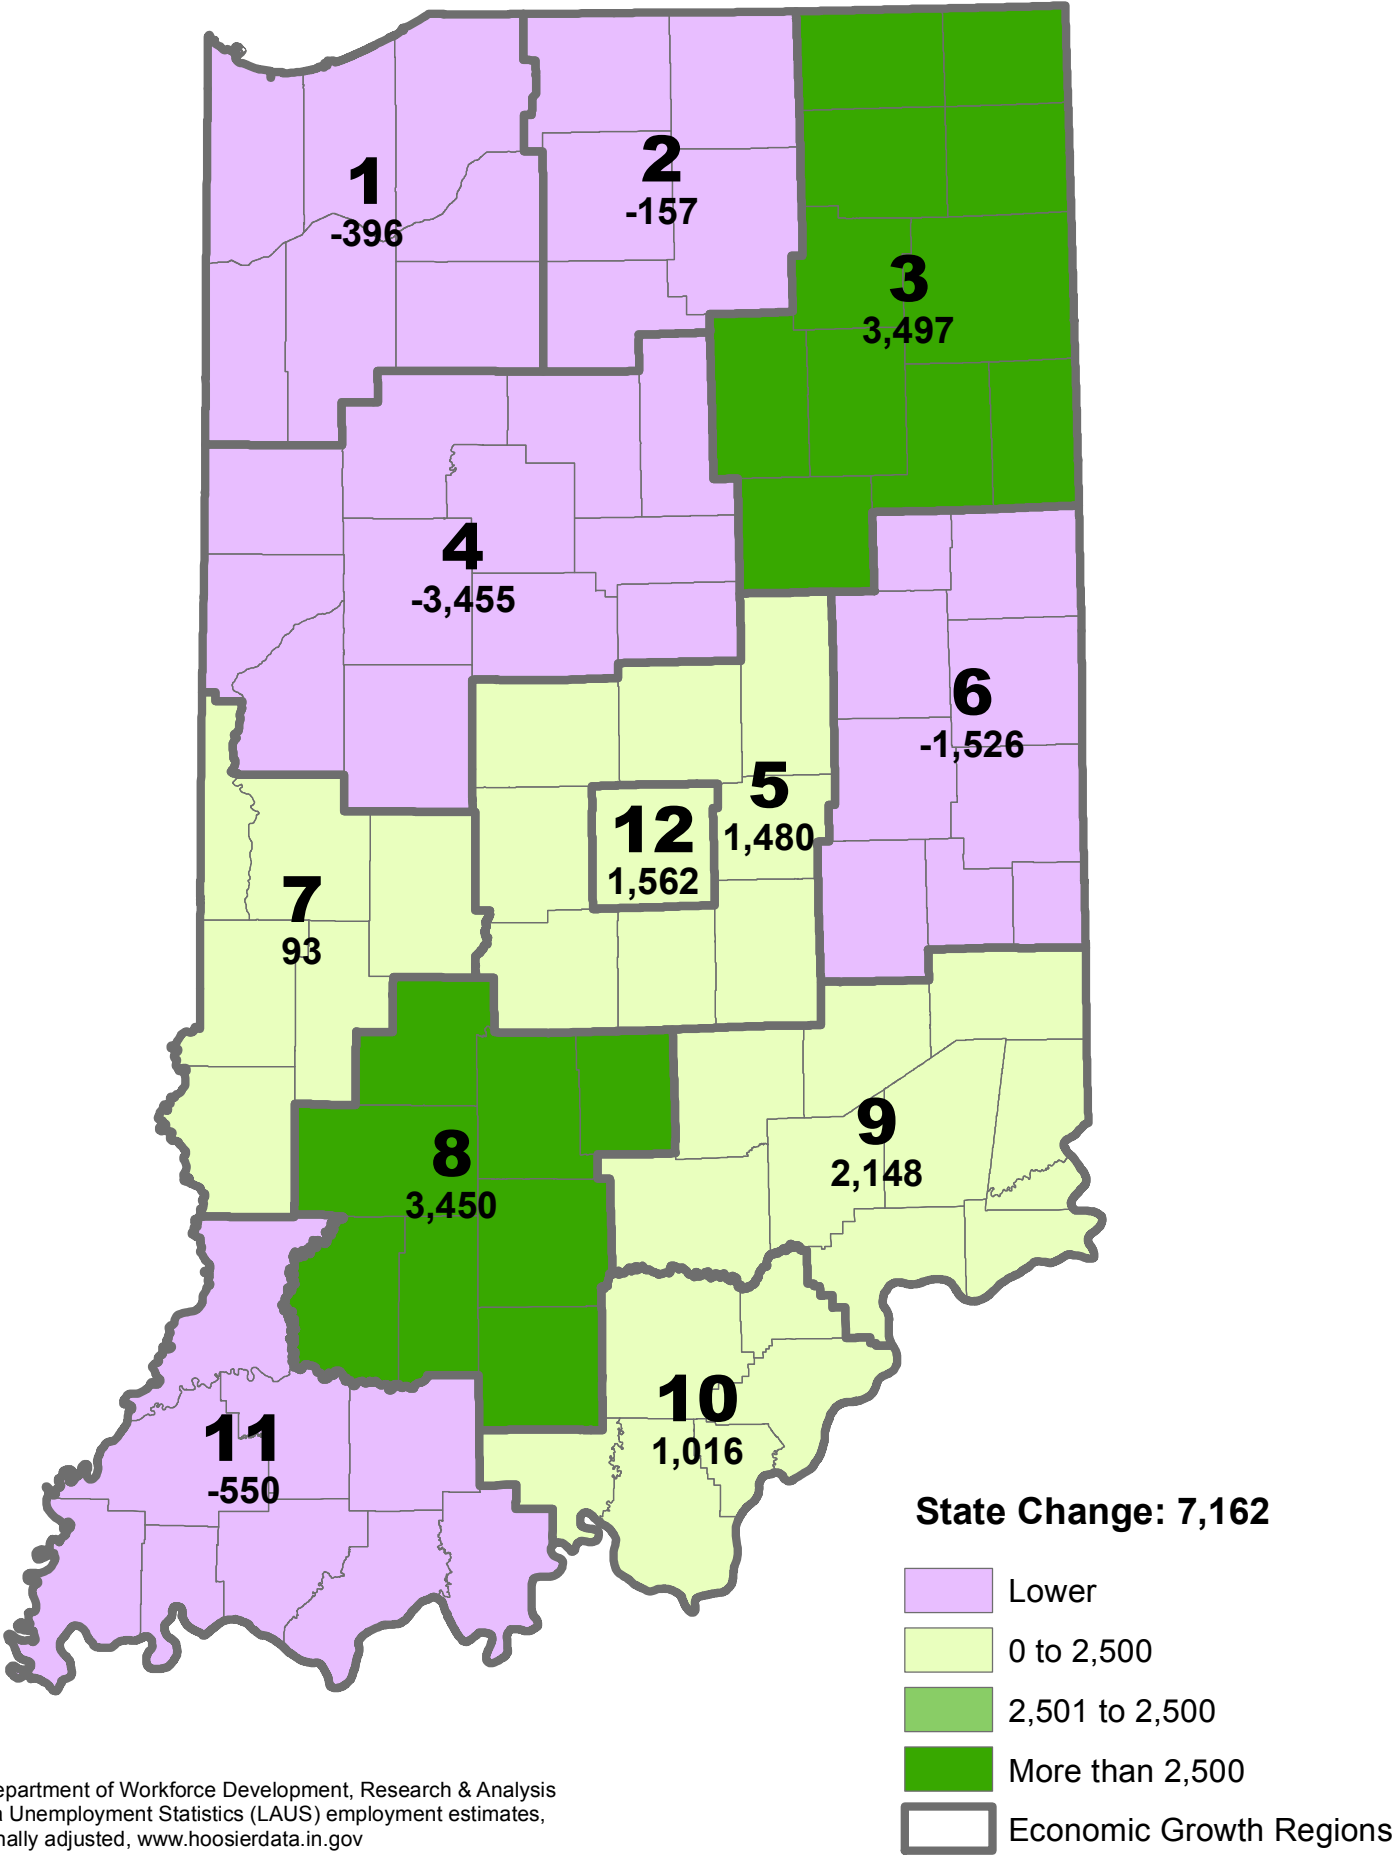 1
-396
2
-157
3
3,497
4
-3,455
6
-1,526
5
1,480
12
1,562
7
93
9
2,148
8
3,450
10
1,016
11
-550
State Change: 7,162
Lower
0 to 2,500
2,501 to 2,500
More than 2,500
Economic Growth Regions
epartment of Workforce Development, Research & Analysis
a Unemployment Statistics (LAUS) employment estimates,
nally adjusted, www.hoosierdata.in.gov